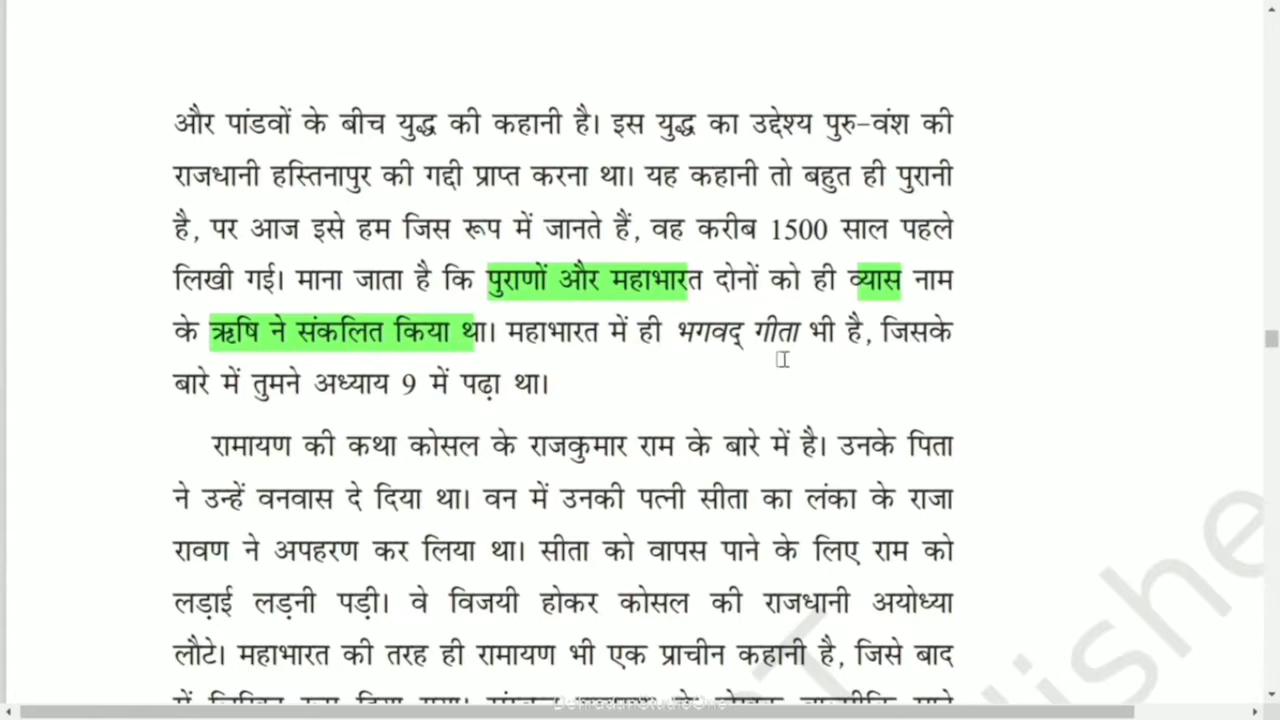 और पांडवों के बीच युद्ध की कहानी है। इस युद्ध का उद्देश्य पुरु-वंश की
राजधानी हस्तिनापुर की गद्दी प्राप्त करना था। यह कहानी तो बहुत ही पुरानी
है, पर आज इसे हम जिस रूप में जानते हैं, वह करीब 1500 साल पहले
लिखी गई। माना जाता है कि पुराणों और महाभारत दोनों को ही व्यास नाम
के ऋषि ने संकलित किया था। महाभारत में ही भगवद् गीता भी है, जिसके
बारे में तुमने अध्याय 9 में पढ़ा था।
रामायण की कथा कोसल के राजकुमार राम के बारे में है। उनके पिता
ने उन्हें वनवास दे दिया था। वन में उनकी पत्नी सीता का लंका के राजा
रावण ने अपहरण कर लिया था। सीता को वापस पाने के लिए राम को
लड़ाई लड़नी पड़ी। वे विजयी होकर कोसल की राजधानी अयोध्या
लौटे। महाभारत की तरह ही रामायण भी एक प्राचीन कहानी है, जिसे बाद